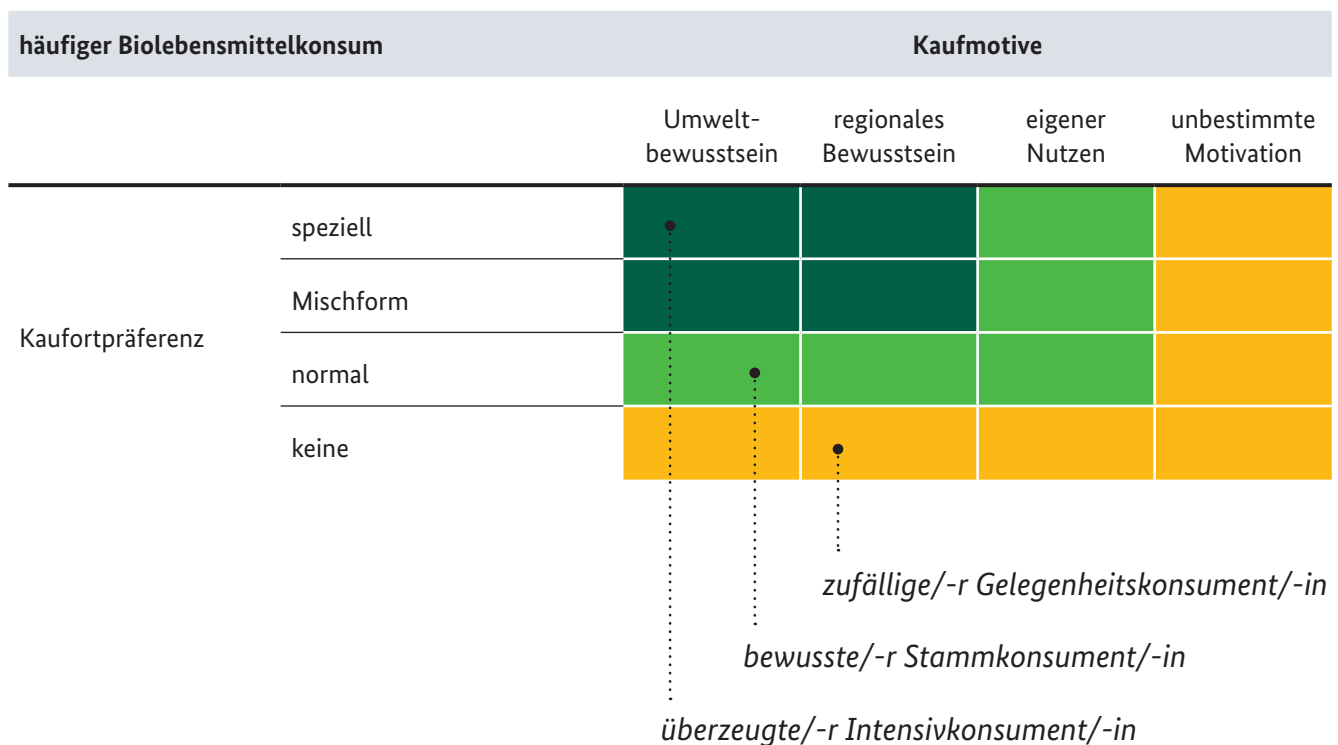 häufiger Biolebensmittelkonsum Kaufmotive
Umwelt-
bewusstsein
regionales
Bewusstsein
eigener
Nutzen
unbestimmte
Motivation
Kaufortpräferenz
speziell
Mischform
normal
keine
zufällige/-r Gelegenheitskonsument/-in
bewusste/-r Stammkonsument/-in
überzeugte/-r Intensivkonsument/-in